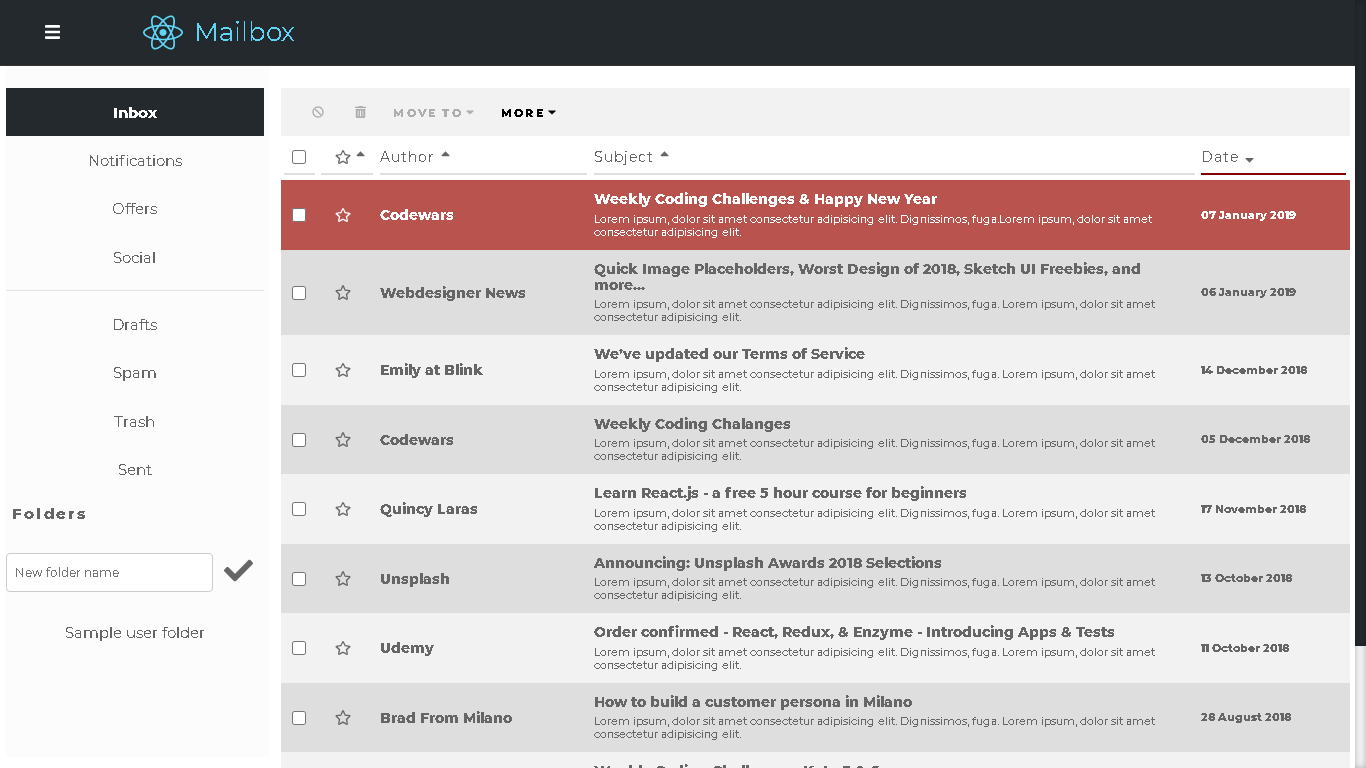 Mailbox
Inbox
Notifications
Offers
Social
Drafts
Spam
Trash
Sent
Folders
New folder name
Sample user folder
MOVE TO
MORE
Author
Subject
Date
Codewars
Weekly Coding Challenges & Happy New Year
Lorem ipsum, dolor sit amet consectetur adipisicing elit. Dignissimos, fuga.Lorem ipsum, dolor sit amet
consectetur adipisicing elit.
07 January 2019
Webdesigner News
Quick Image Placeholders, Worst Design of 2018, Sketch UI Freebies, and
more...
Lorem ipsum, dolor sit amet consectetur adipisicing elit. Dignissimos, fuga. Lorem ipsum, dolor sit amet
consectetur adipisicing elit.
06 January 2019
Emily at Blink
We've updated our Terms of Service
Lorem ipsum, dolor sit amet consectetur adipisicing elit. Dignissimos, fuga. Lorem ipsum, dolor sit amet
consectetur adipisicing elit.
14 December 2018
Codewars
Weekly Coding Chalanges
Lorem ipsum, dolor sit amet consectetur adipisicing elit. Dignissimos, fuga. Lorem ipsum, dolor sit amet
consectetur adipisicing elit.
05 December 2018
Quincy Laras
Learn React.js - a free 5 hour course for beginners
Lorem ipsum, dolor sit amet consectetur adipisicing elit. Dignissimos, fuga. Lorem ipsum, dolor sit amet
consectetur adipisicing elit.
17 November 2018
Unsplash
Announcing: Unsplash Awards 2018 Selections
Lorem ipsum, dolor sit amet consectetur adipisicing elit. Dignissimos, fuga. Lorem ipsum, dolor sit amet
consectetur adipisicing elit.
13 October 2018
Udemy
Order confirmed - React, Redux, & Enzyme - Introducing Apps & Tests
Lorem ipsum, dolor sit amet consectetur adipisicing elit. Dignissimos, fuga. Lorem ipsum, dolor sit amet
consectetur adipisicing elit.
11 October 2018
Brad From Milano
How to build a customer persona in Milano
Lorem ipsum, dolor sit amet consectetur adipisicing elit. Dignissimos, fuga. Lorem ipsum, dolor sit amet
consectetur adipisicing elit.
28 August 2018